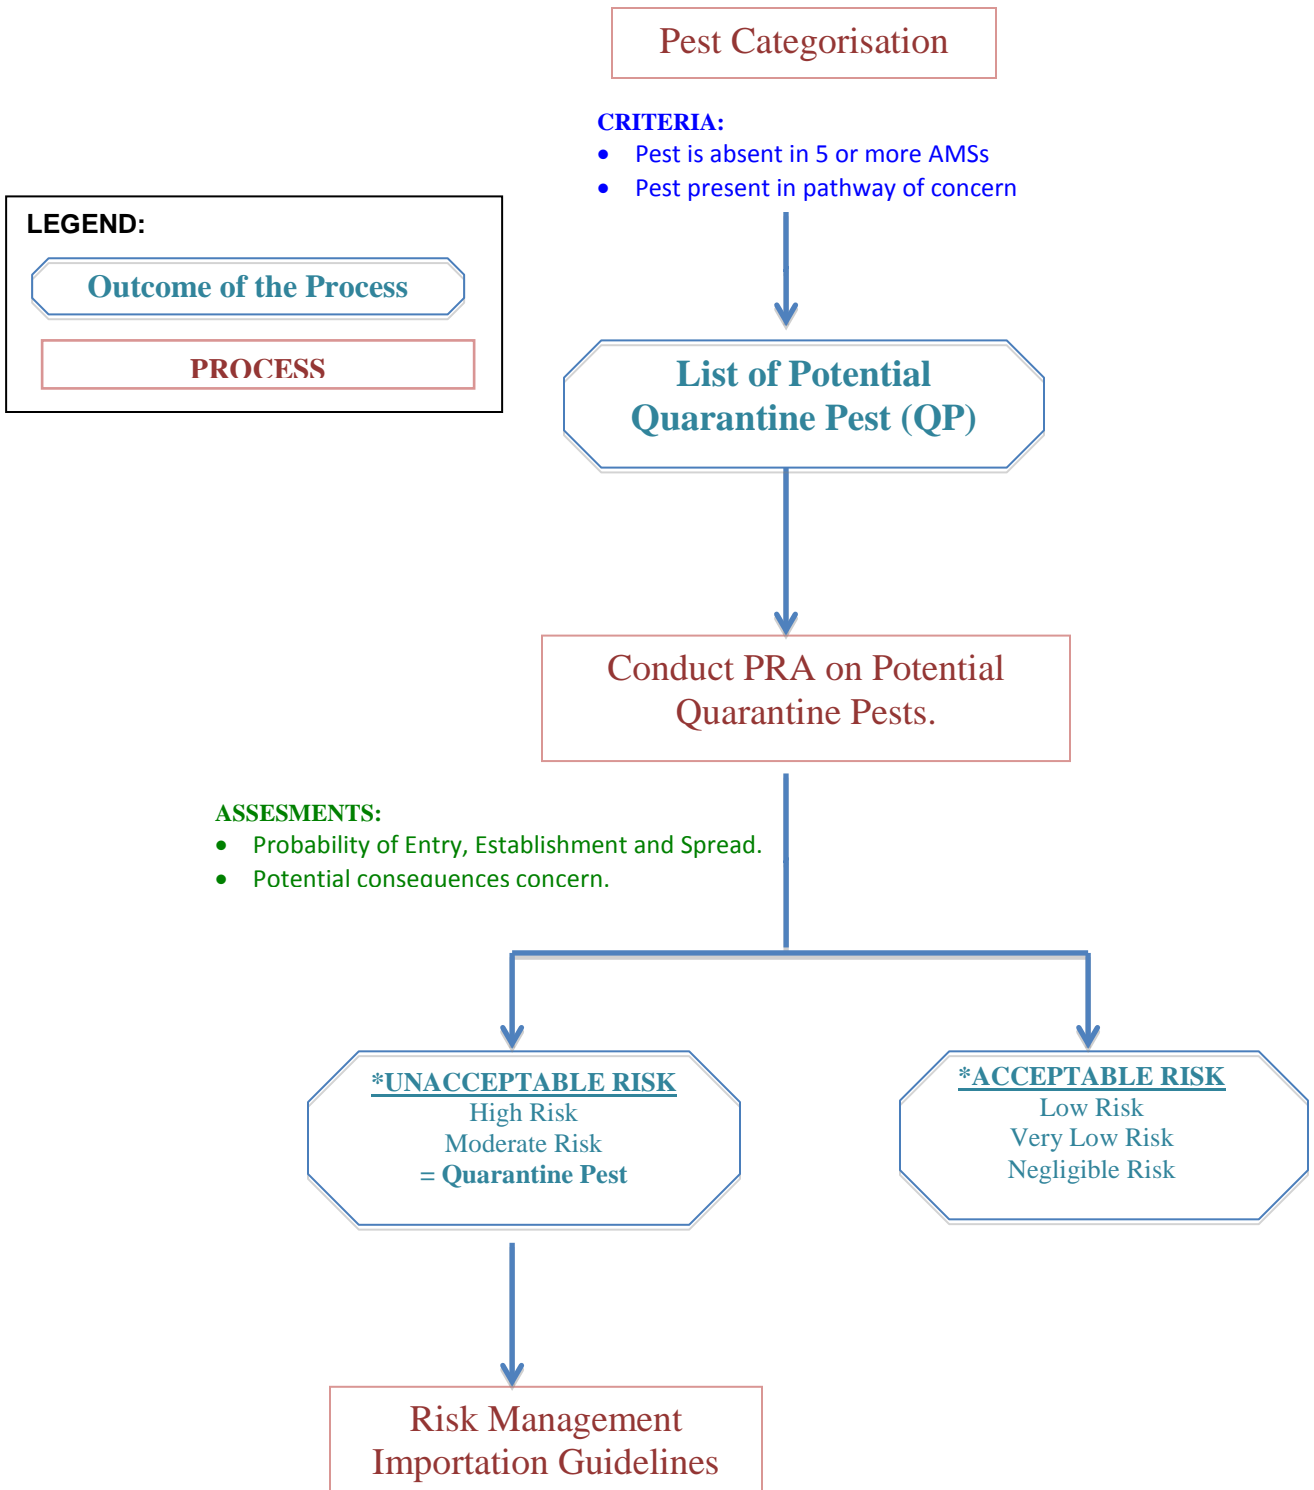 Pest Categorisation
CRITERIA:
• Pest is absent in 5 or more AMSs
• Pest present in pathway of concern
LEGEND:
Outcome of the Process
PROCESS
List of Potential
Quarantine Pest (QP)
Conduct PRA on Potential
Quarantine Pests.
ASSESMENTS:
• Probability of Entry, Establishment and Spread.
• Potential consequences concern.
*UNACCEPTABLE RISK
High Risk
Moderate Risk
= Quarantine Pest
*ACCEPTABLE RISK
Low Risk
Very Low Risk
Negligible Risk
Risk Management
Importation Guidelines